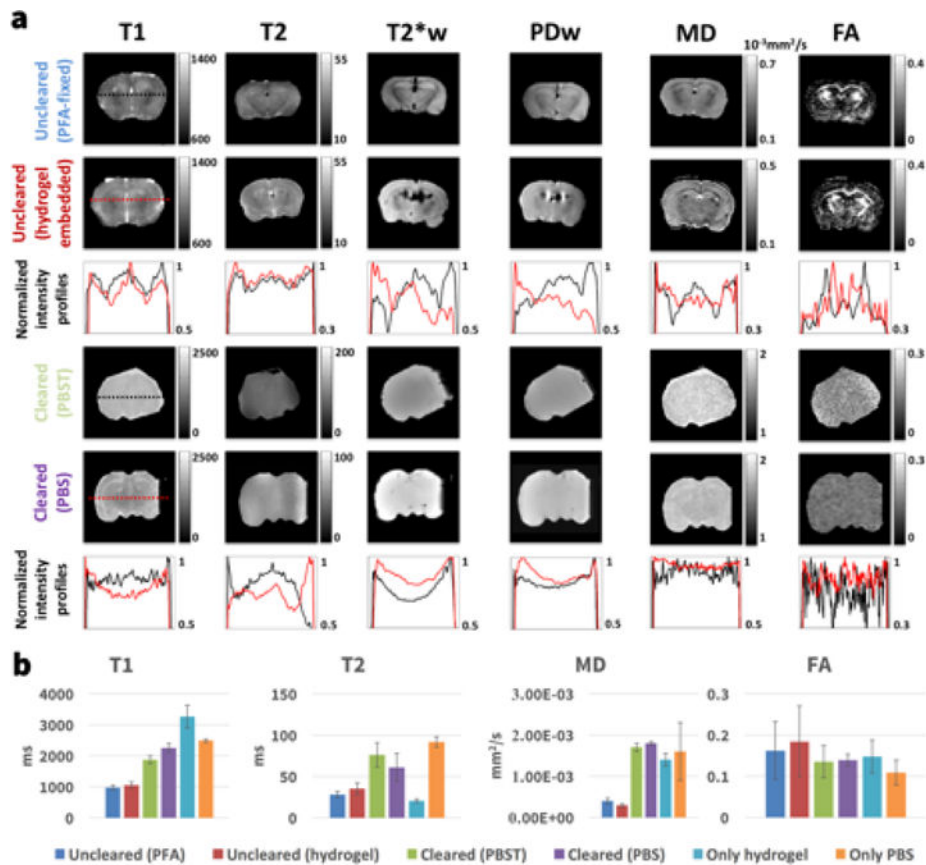 a
T1 T2 T2*w PDw MD FA
10⁻³mm²/s
Uncleared
(PFA-fixed)
1400 55 0.7 0.4
600 10 0.1 0
Uncleared
(hydrogel
embedded)
1400 55 0.5 0.4
600 10 0.1 0
Normalized
intensity
profiles
1 1 1 1 1 1
0.5 0.3 0.5 0.5 0.5 0.3
Cleared
(PBST)
2500 200 2 0.3
0 0 1 0
Cleared
(PBS)
2500 100 2 0.3
0 0 1 0
Normalized
intensity
profiles
1 1 1 1 1 1
0.5 0.5 0.5 0.5 0.5 0.3
b
T1 T2 MD FA
4000 150 3.00E-03 0.3
3000 100 2.00E-03 0.2
2000 50 1.00E-03 0.1
1000
0 0 0.00E+00 0
ms ms mm²/s
Uncleared (PFA) Uncleared (hydrogel) Cleared (PBST) Cleared (PBS) Only hydrogel Only PBS